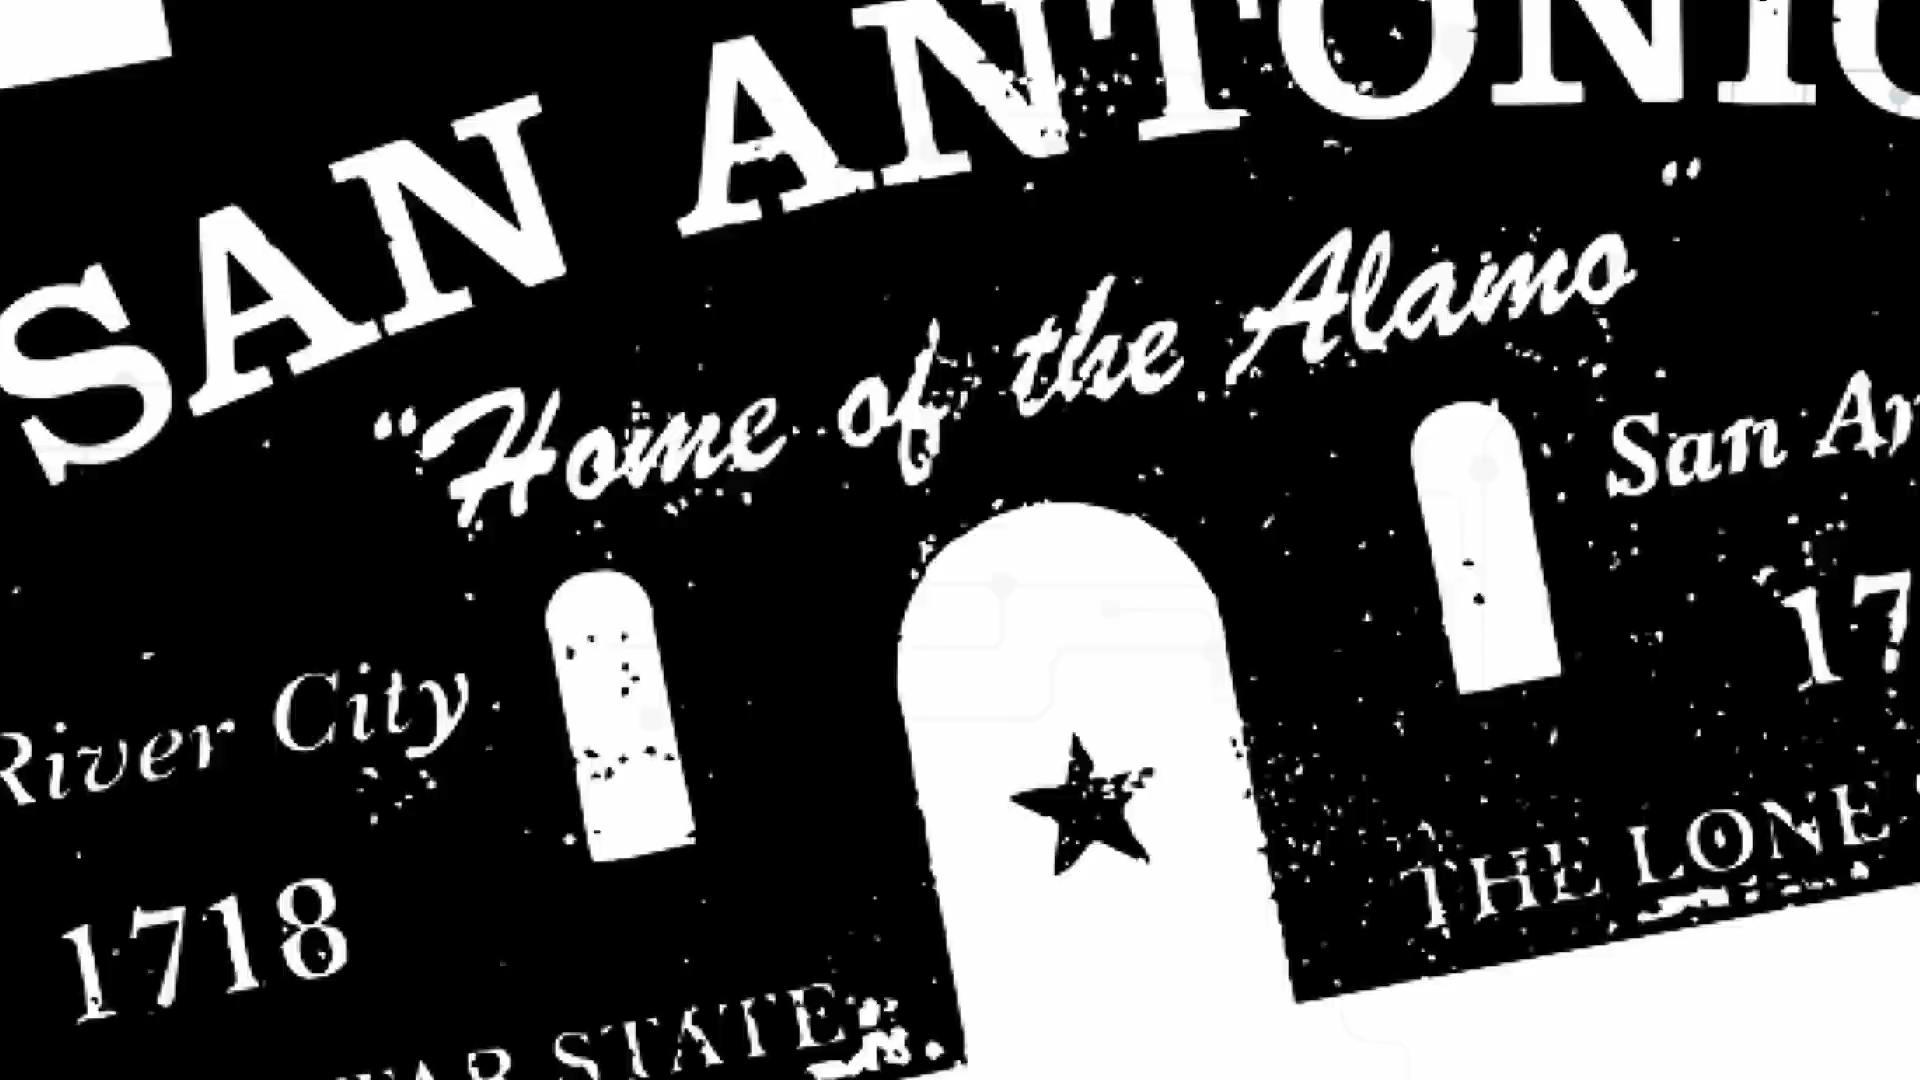 SAN ANTONIO
“Home of the Alamo“
River City
San An
1718
17
STAR STATE
THE LONE